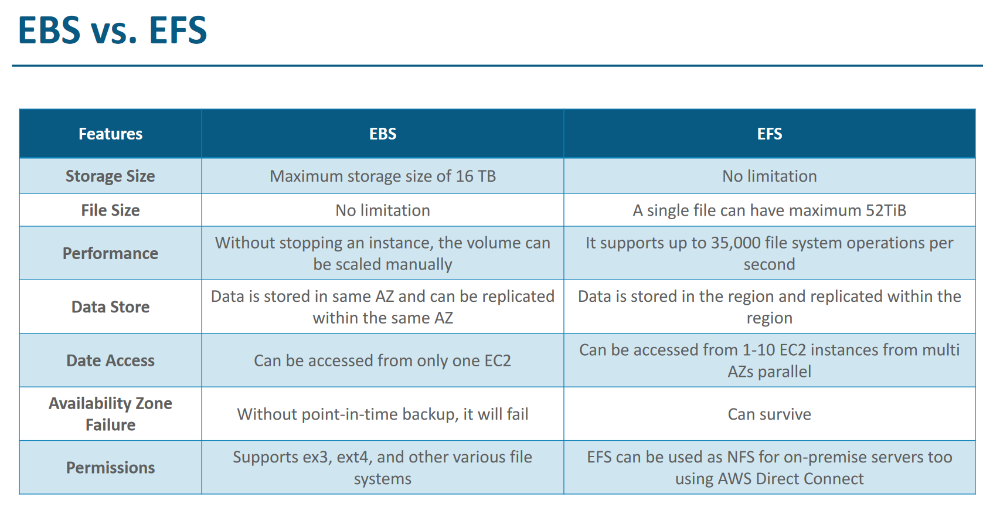 EBS vs. EFS
Features
EBS
EFS
Storage Size
Maximum storage size of 16 TB
No limitation
File Size
No limitation
A single file can have maximum 52TiB
Performance
Without stopping an instance, the volume can
be scaled manually
It supports up to 35,000 file system operations per
second
Data Store
Data is stored in same AZ and can be replicated
within the same AZ
Data is stored in the region and replicated within the
region
Date Access
Can be accessed from only one EC2
Can be accessed from 1-10 EC2 instances from multi
AZs parallel
Availability Zone
Failure
Without point-in-time backup, it will fail
Can survive
Permissions
Supports ex3, ext4, and other various file
systems
EFS can be used as NFS for on-premise servers too
using AWS Direct Connect